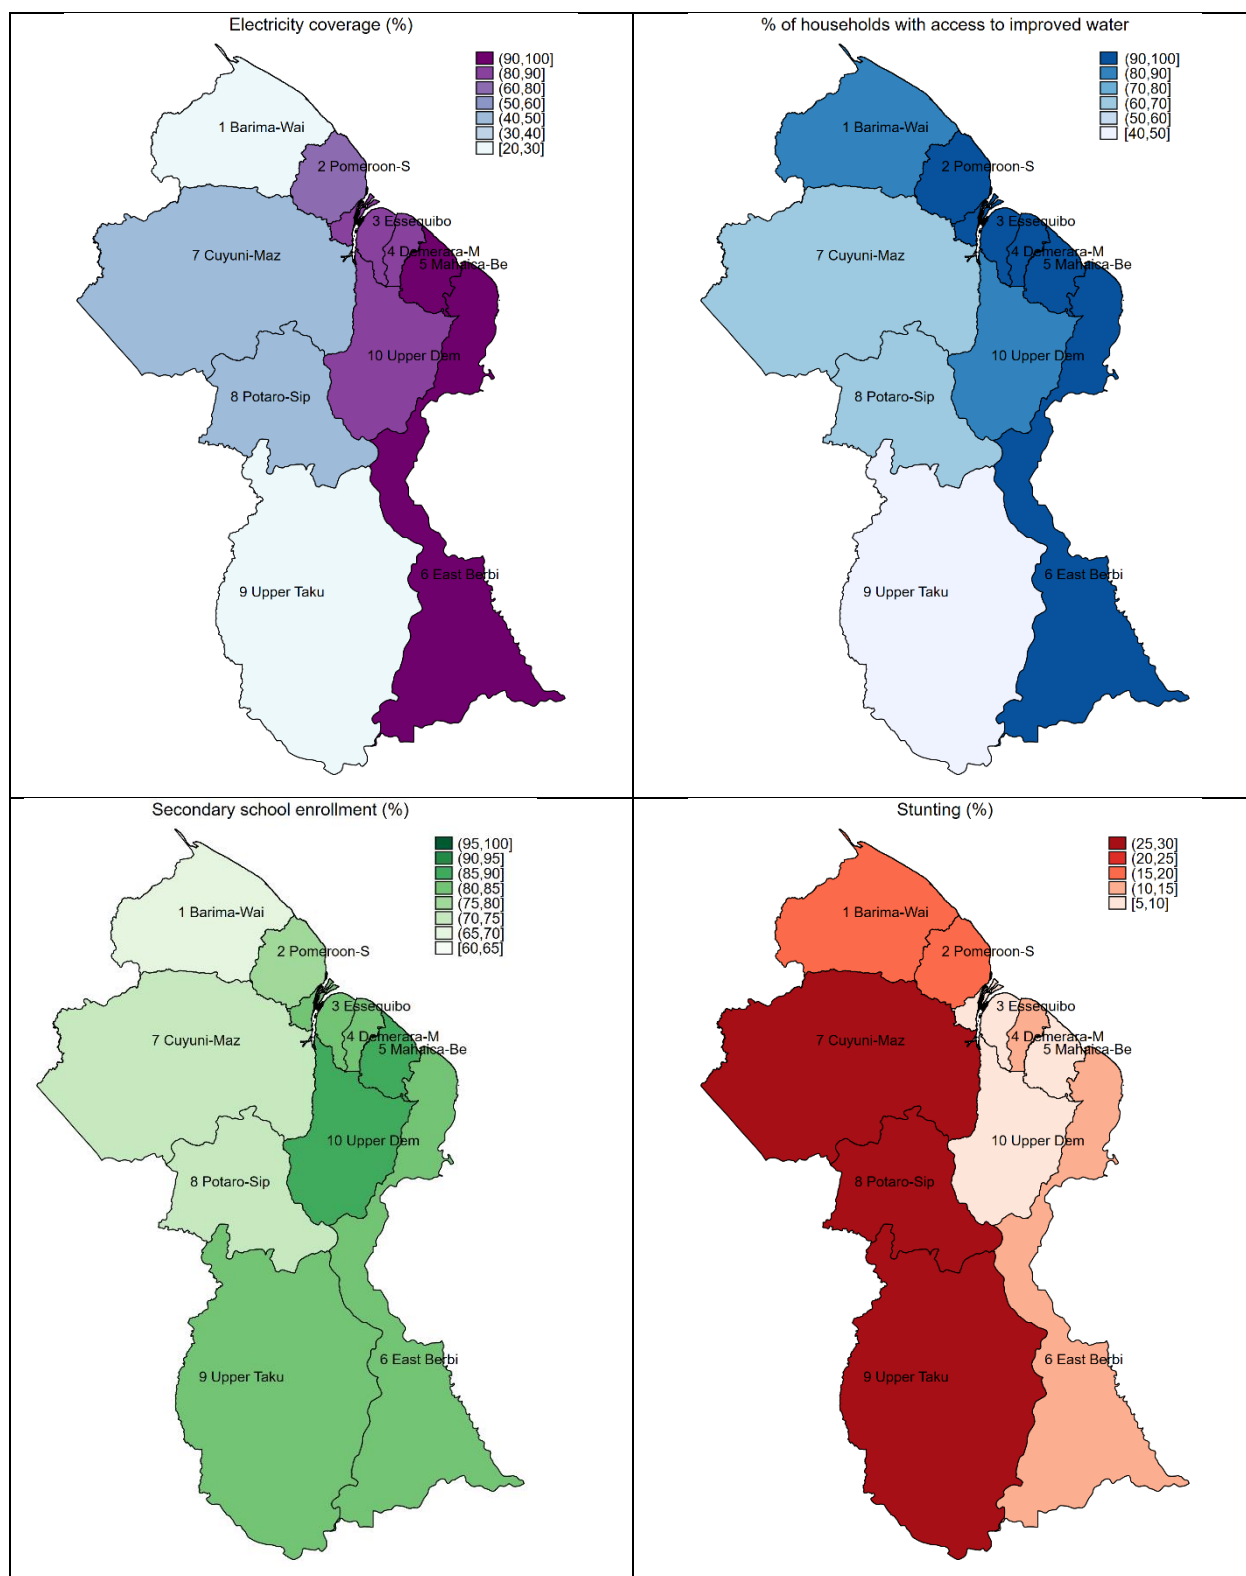 Electricity coverage (%)
(90,100]
(80,90]
(60,80]
(50,60]
(40,50]
(30,40]
[20,30]
1 Barima-Wai
2 Pomeroon-S
3 Essequibo
4 Demerara-M
5 Mahaica-Be
7 Cuyuni-Maz
10 Upper Dem
8 Potaro-Sip
6 East Berbi
9 Upper Taku
% of households with access to improved water
(90,100]
(80,90]
(70,80]
(60,70]
(50,60]
[40,50]
1 Barima-Wai
2 Pomeroon-S
3 Essequibo
4 Demerara-M
5 Mahaica-Be
7 Cuyuni-Maz
10 Upper Dem
8 Potaro-Sip
6 East Berbi
9 Upper Taku
Secondary school enrollment (%)
(95,100]
(90,95]
(85,90]
(80,85]
(75,80]
(70,75]
(65,70]
[60,65]
1 Barima-Wai
2 Pomeroon-S
3 Essequibo
4 Demerara-M
5 Mahaica-Be
7 Cuyuni-Maz
10 Upper Dem
8 Potaro-Sip
6 East Berbi
9 Upper Taku
Stunting (%)
(25,30]
(20,25]
(15,20]
(10,15]
[5,10]
1 Barima-Wai
2 Pomeroon-S
3 Essequibo
4 Demerara-M
5 Mahaica-Be
7 Cuyuni-Maz
10 Upper Dem
8 Potaro-Sip
6 East Berbi
9 Upper Taku